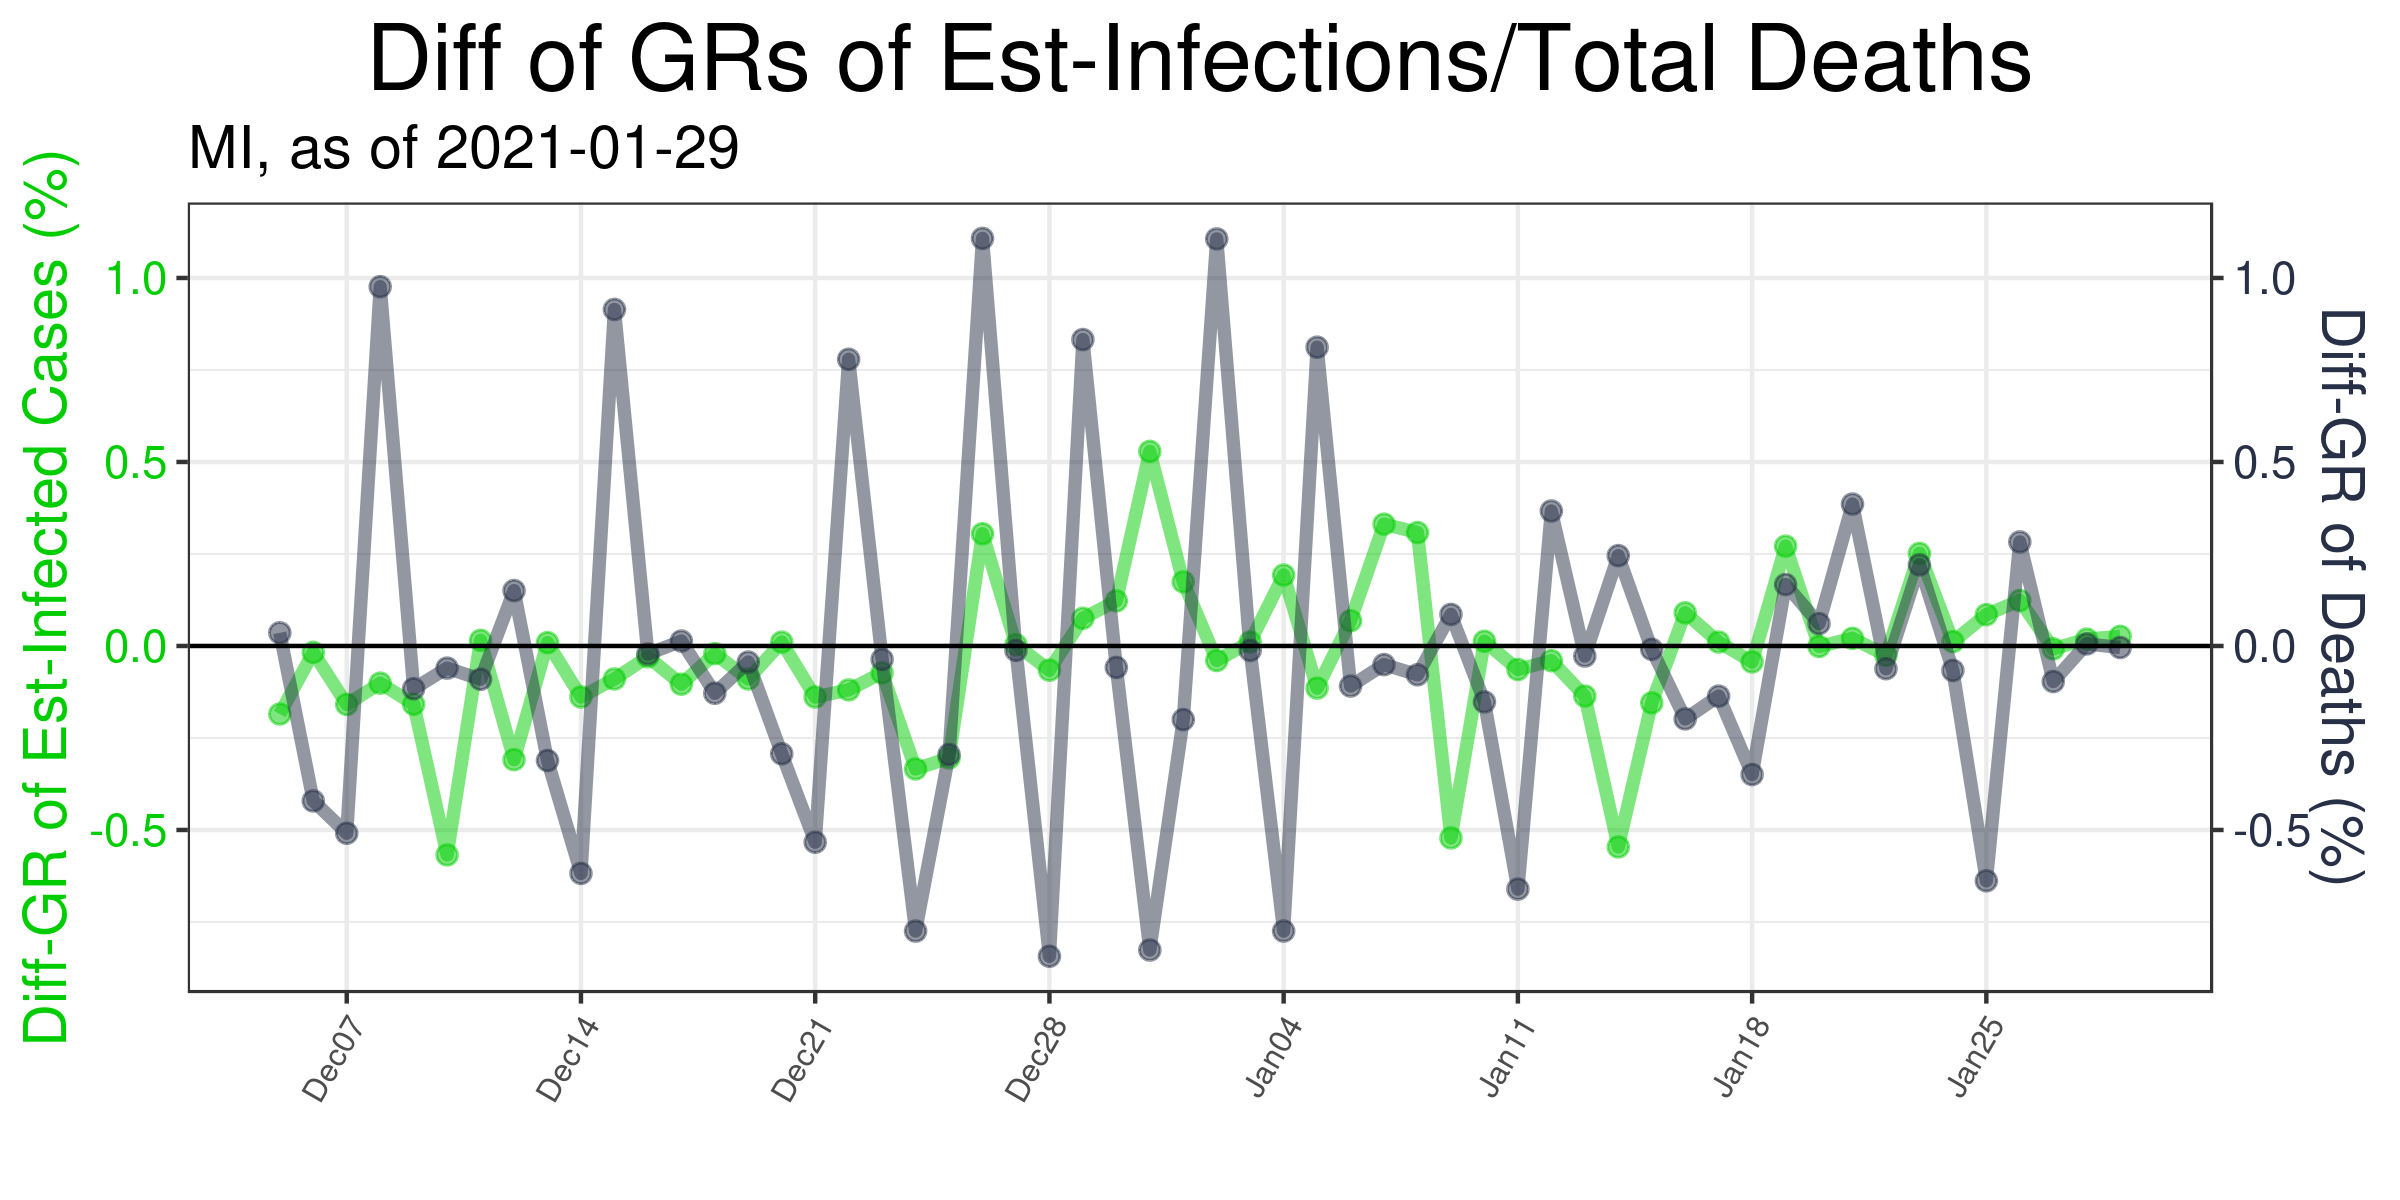 Diff of GRs of Est-Infections/Total Deaths
MI, as of 2021-01-29
Diff-GR of Est-Infected Cases (%)
1.0
0.5
0.0
-0.5
1.0
0.5
0.0
-0.5
Diff-GR of Deaths (%)
Dec07
Dec14
Dec21
Dec28
Jan04
Jan11
Jan18
Jan25